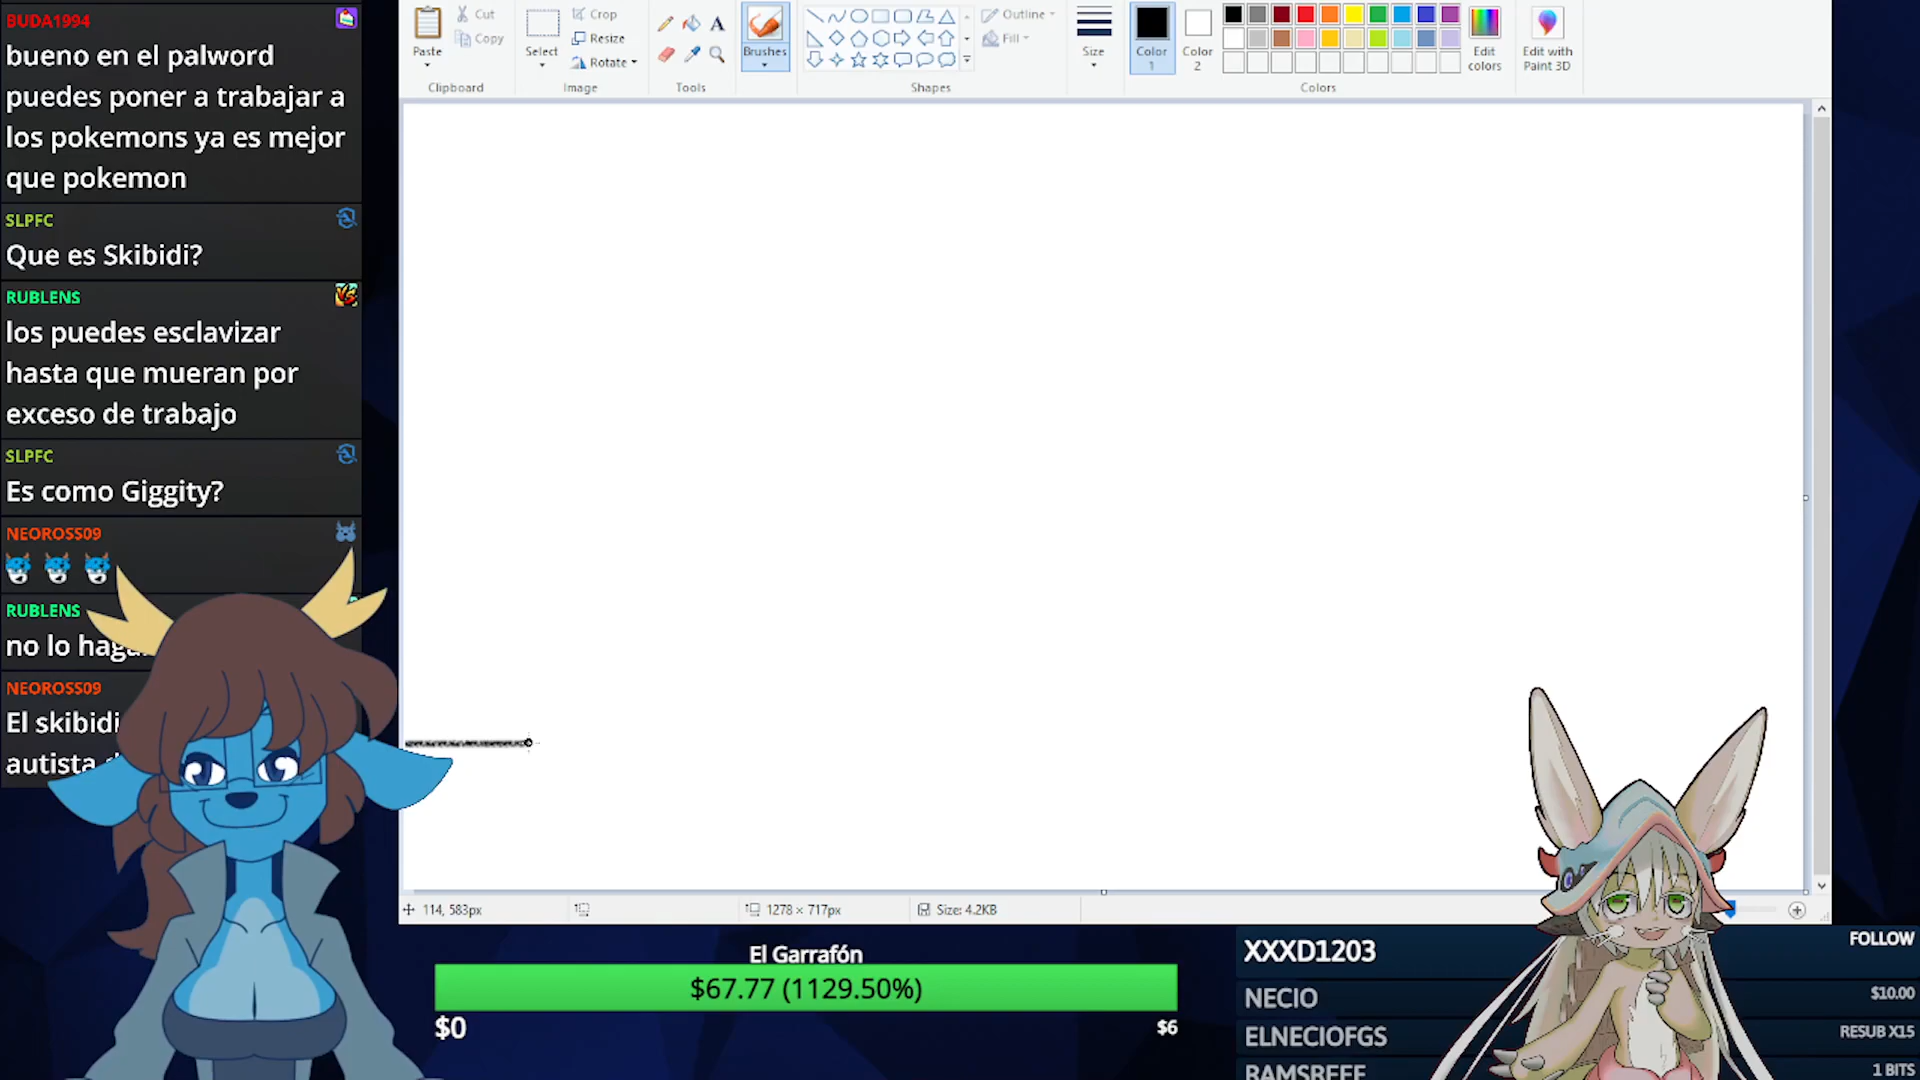 BUDA1994
bueno en el palword
puedes poner a trabajar a
los pokemons ya es mejor
que pokemon
SLPFC
Que es Skibidi?
RUBLENS
los puedes esclavizar
hasta que mueran por
exceso de trabajo
SLPFC
Es como Giggity?
NEOROSS09
RUBLENS
no lo
NEOROSS09
El skibidi
autista
Paste
Cut
Copy
Clipboard
Select
Crop
Resize
Rotate
Image
A
Tools
Brushes
Shapes
Outline
Fill
Size
Color
1
Color
2
Edit
colors
Colors
Edit with
Paint 3D
114, 583px
1278 × 717px
Size: 4.2KB
El Garrafón
$67.77 (1129.50%)
$0
$6
XXXD1203
FOLLOW
NECIO
$10.00
ELNECIOFGS
RESUB X15
RAMSREEE
1 BITS